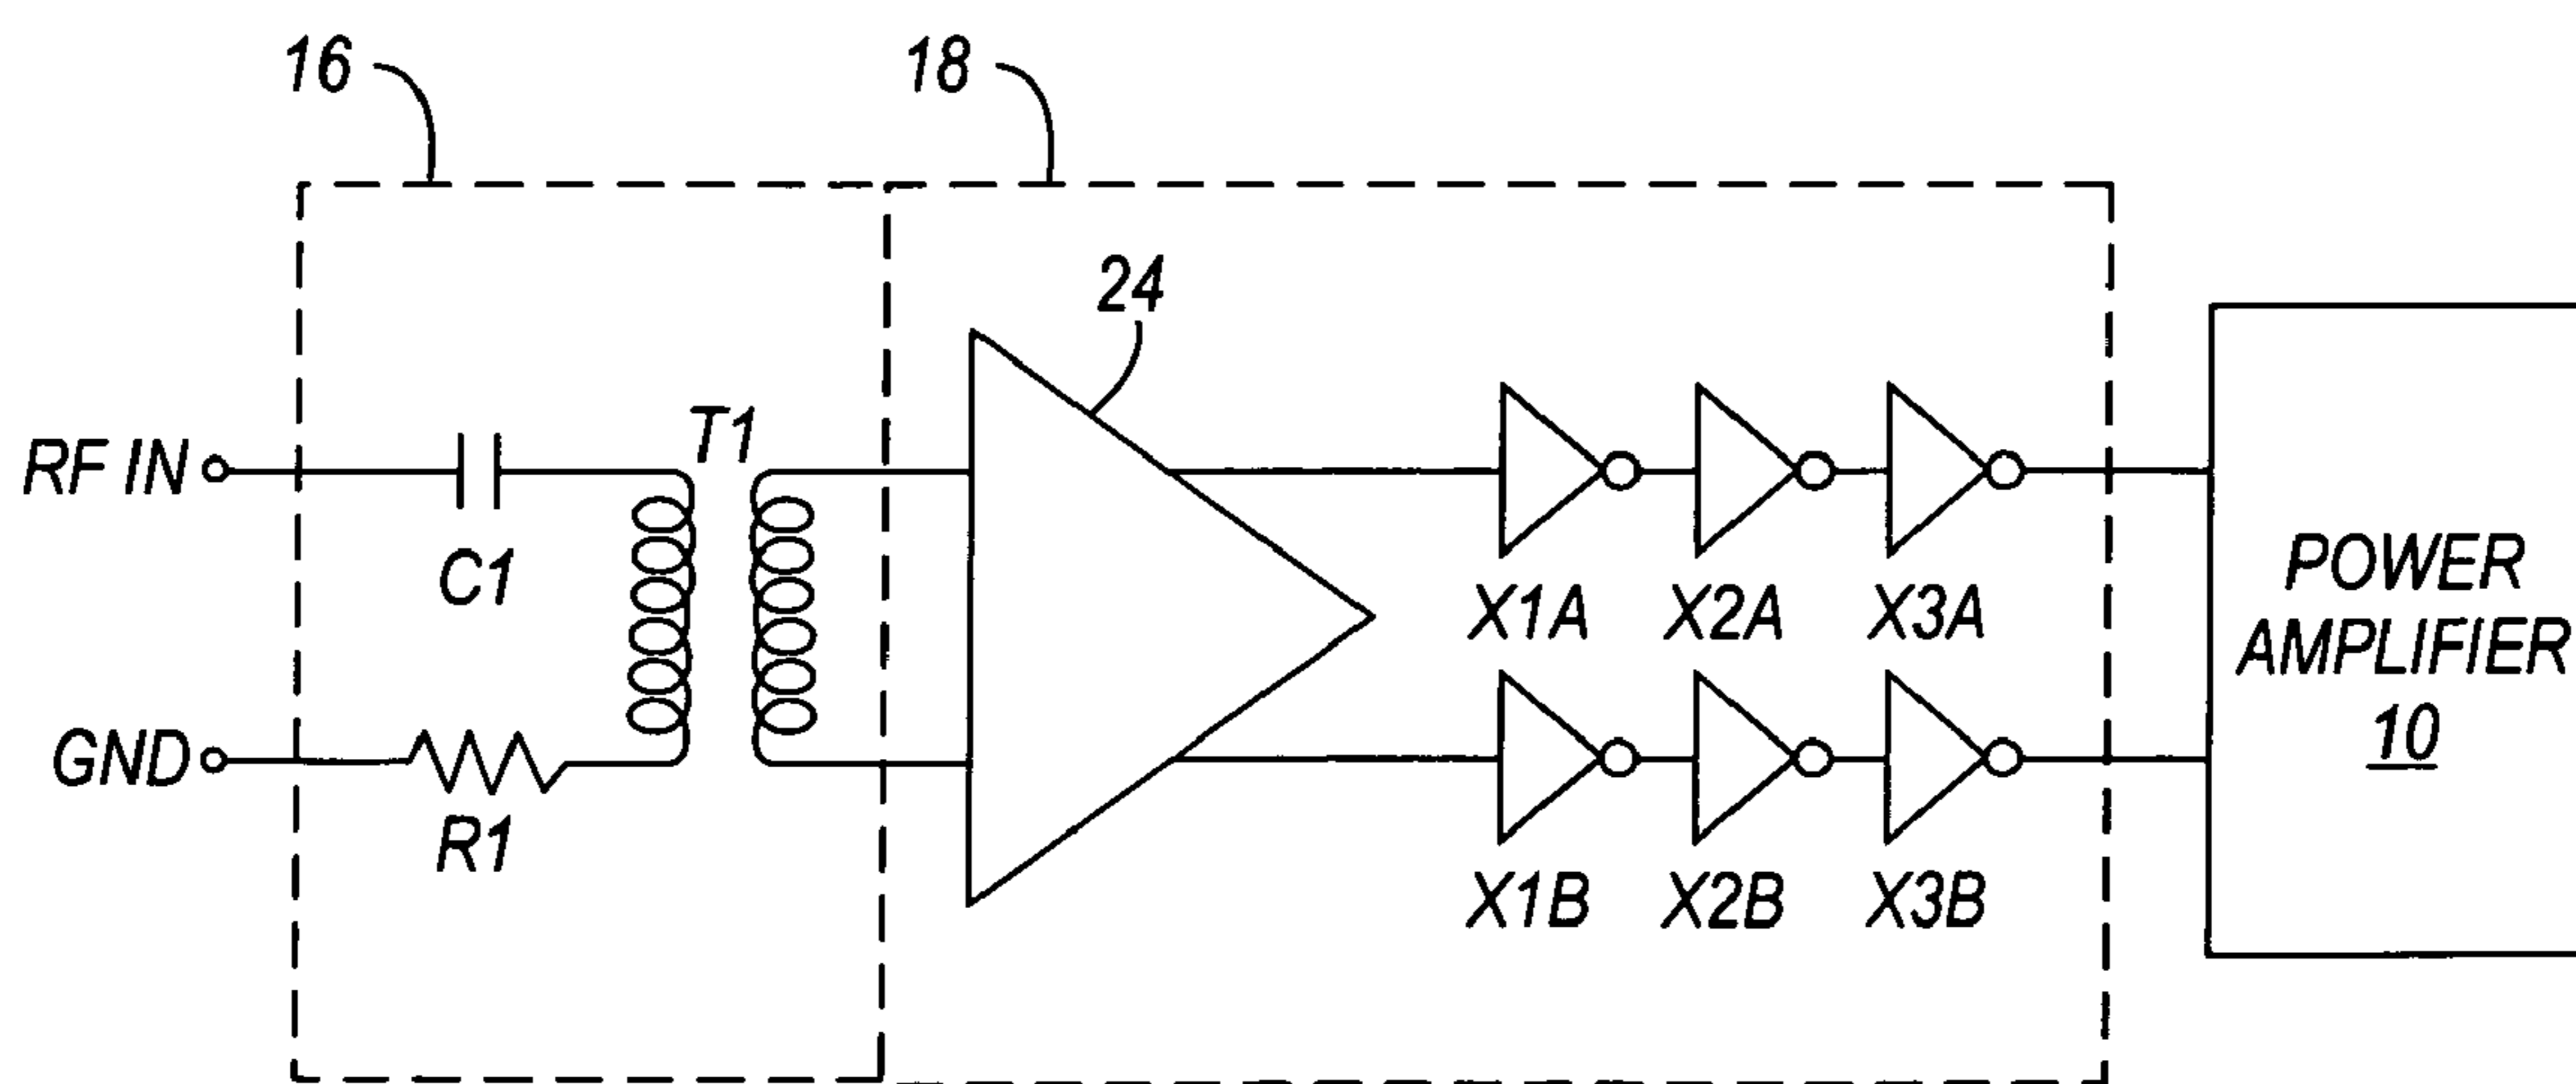 16
18
24
RF IN
T1
C1
GND
R1
X1A
X2A
X3A
X1B
X2B
X3B
POWER
AMPLIFIER
10